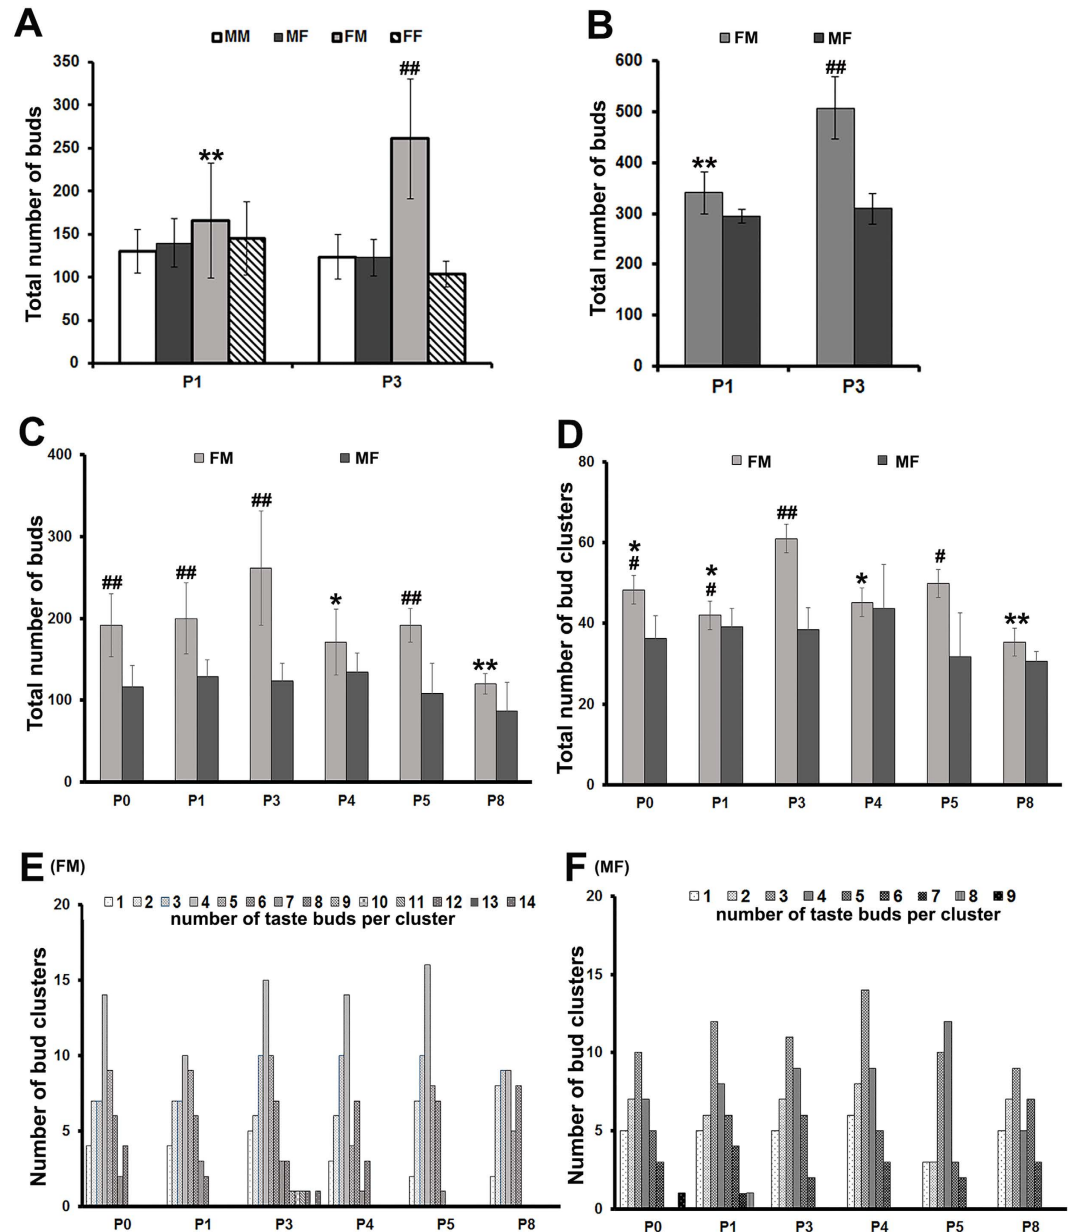 A
MM MF FM FF
Total number of buds
350
300
250
200
150
100
50
0
**
##
P1 P3
B
FM MF
Total number of buds
600
500
400
300
200
100
0
**
##
P1 P3
C
FM MF
Total number of buds
400
300
200
100
0
##
##
##
*
##
**
P0 P1 P3 P4 P5 P8
D
FM MF
Total number of bud clusters
80
60
40
20
0
*
#
*
#
##
*
#
**
P0 P1 P3 P4 P5 P8
E (FM)
1 2 3 4 5 6 7 8 9 10 11 12 13 14
number of taste buds per cluster
Number of bud clusters
20
15
10
5
0
P0 P1 P3 P4 P5 P8
F (MF)
1 2 3 4 5 6 7 8 9
number of taste buds per cluster
Number of bud clusters
20
15
10
5
0
P0 P1 P3 P4 P5 P8